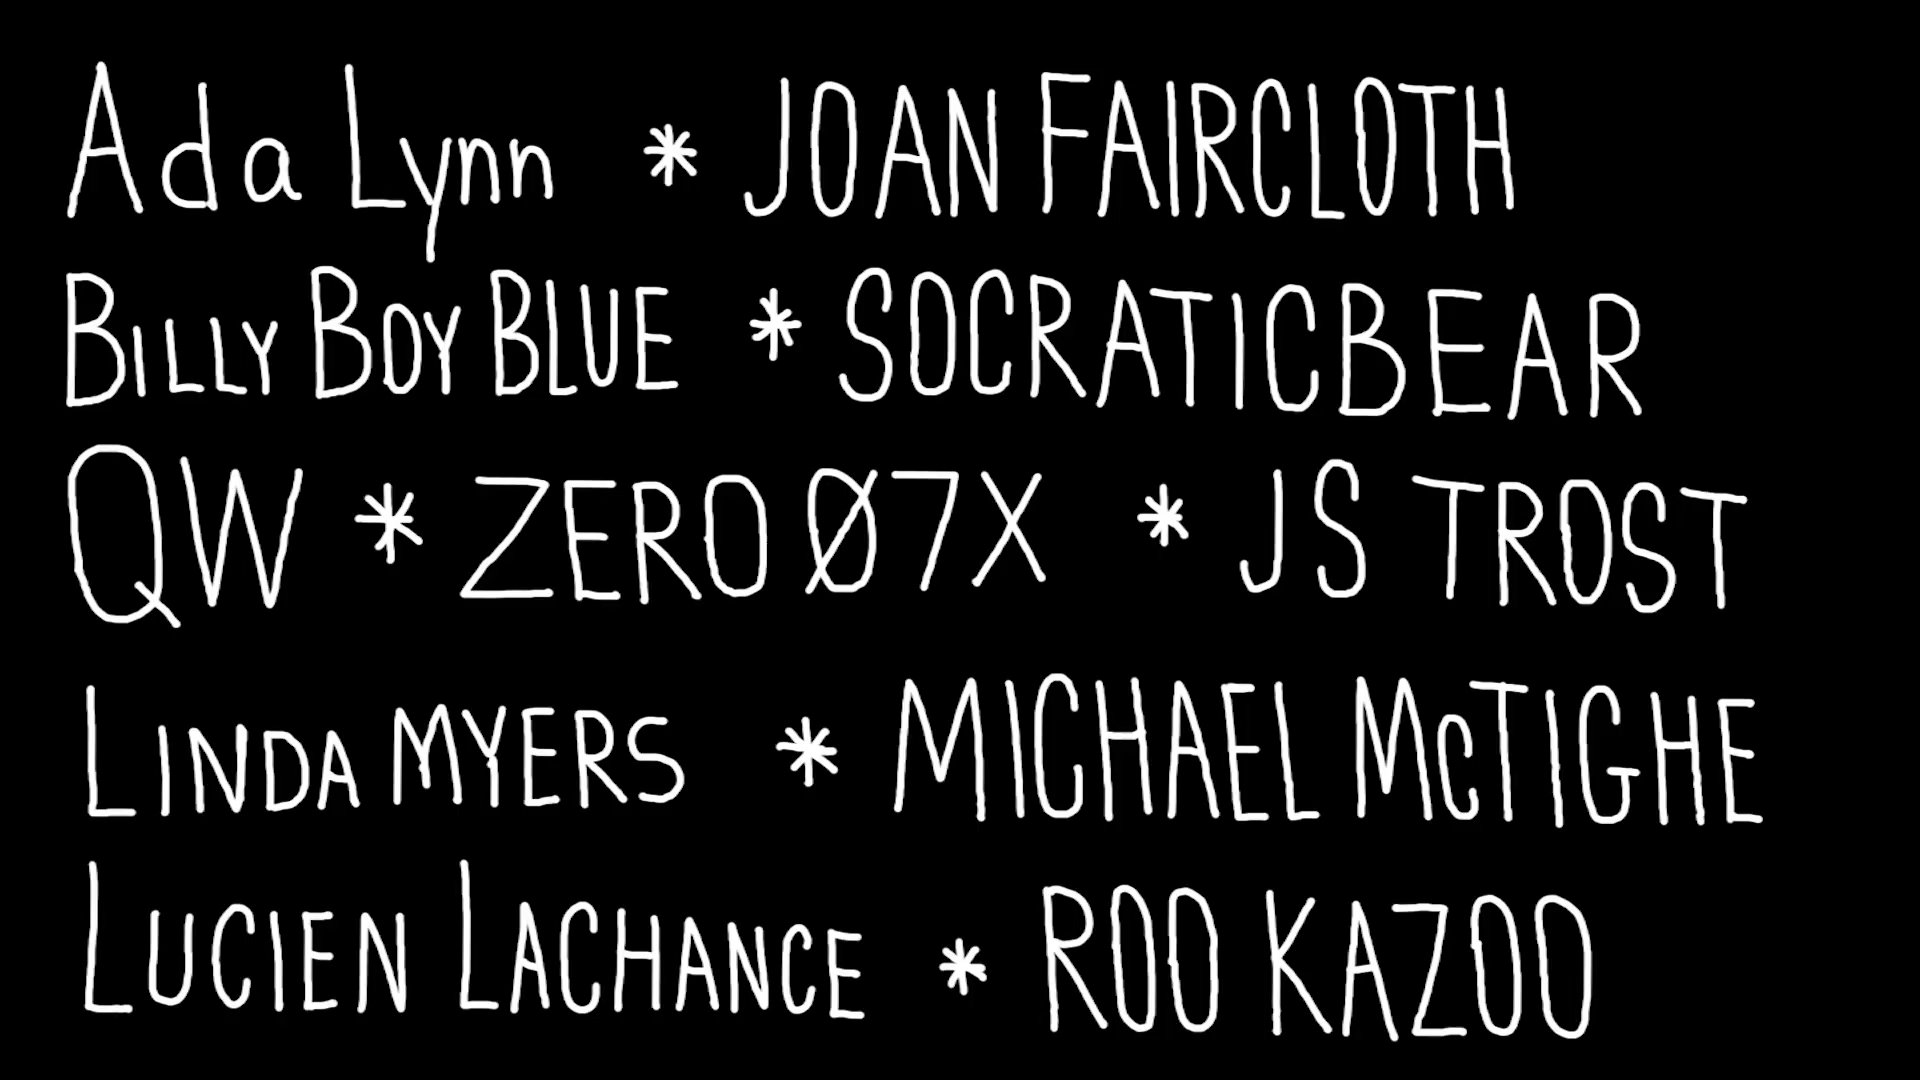 Ada Lynn * JOAN FAIRCLOTH
BILLY BOY BLUE * SOCRATICBEAR
QW * ZERO Ø7X * JS TROST
LINDA MYERS * MICHAEL McTIGHE
LUCIEN LACHANCE * ROO KAZOO